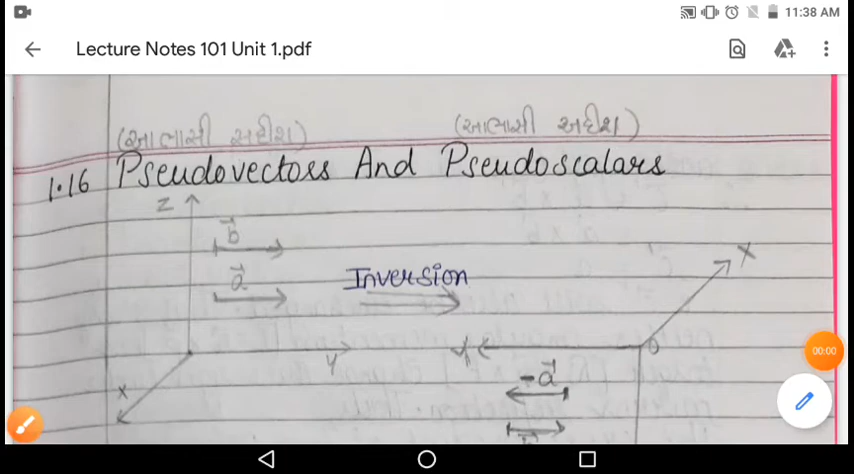 11:38 AM
Lecture Notes 101 Unit 1.pdf
(આભાસી સદીશ) (આભાસી અદીશ)
1.16 Pseudovectors And Pseudoscalars
Z
b⃗
a⃗ Inversion X
Y O
X -a⃗
00:00